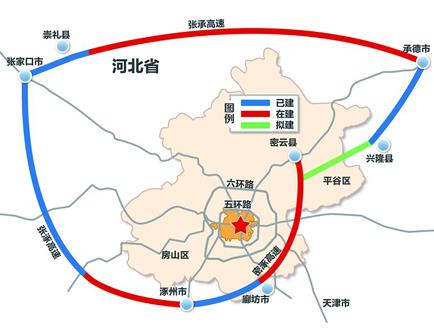 张承高速
崇礼县
承德市
张家口市
河北省
图例
已建
在建
拟建
密云县
兴隆县
六环路
平谷区
五环路
张涿高速
房山区
密涿高速
涿州市
廊坊市
天津市